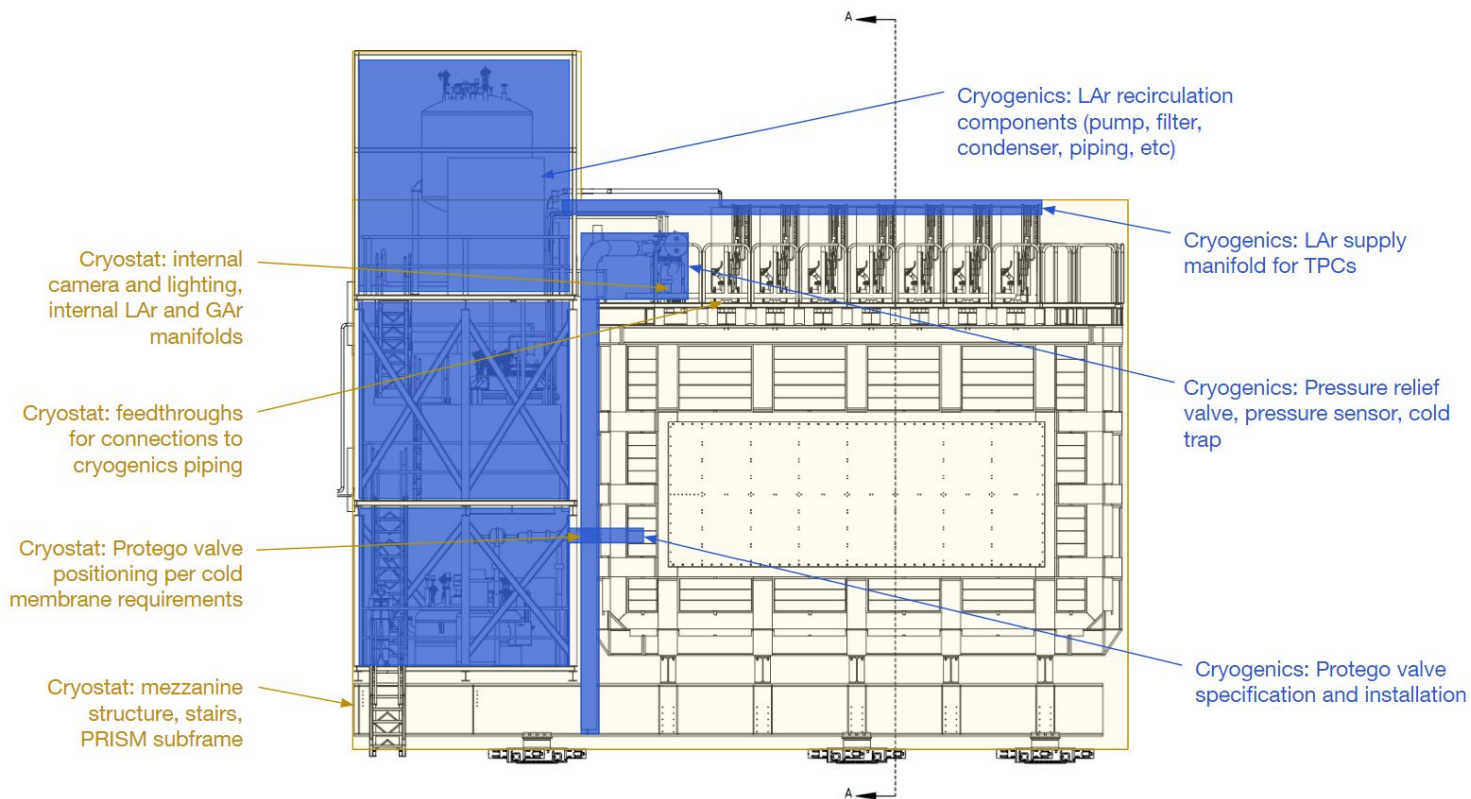 A
Cryogenics: LAr recirculation
components (pump, filter,
condenser, piping, etc)
Cryostat: internal
camera and lighting,
internal LAr and GAr
manifolds
Cryogenics: LAr supply
manifold for TPCs
Cryostat: feedthroughs
for connections to
cryogenics piping
Cryogenics: Pressure relief
valve, pressure sensor, cold
trap
Cryostat: Protego valve
positioning per cold
membrane requirements
Cryostat: mezzanine
structure, stairs,
PRISM subframe
Cryogenics: Protego valve
specification and installation
A